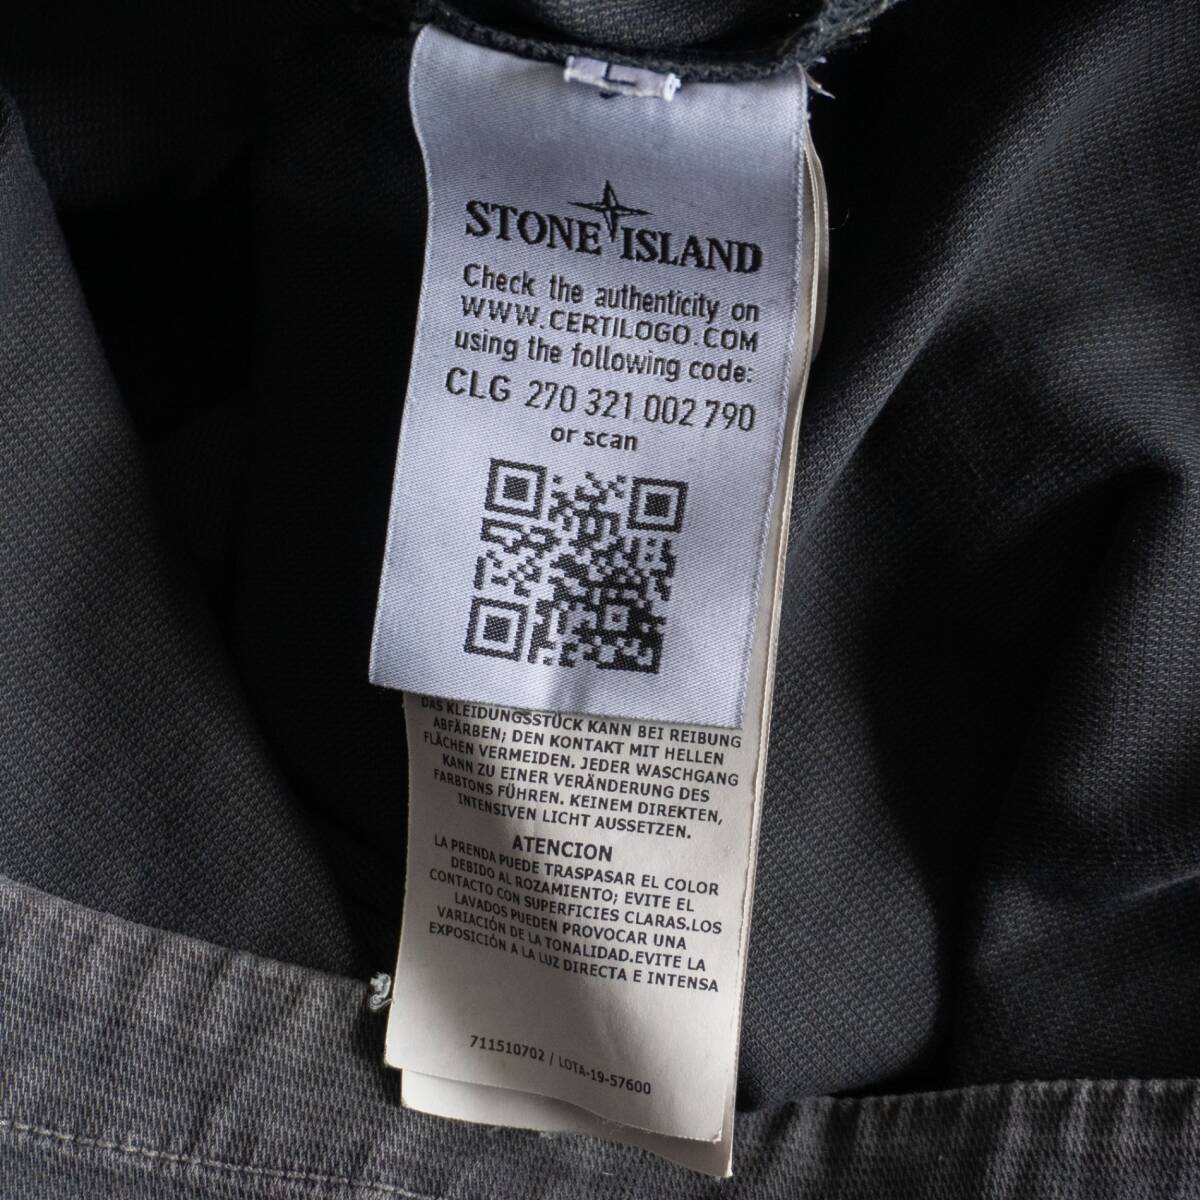 L
STONE ISLAND
Check the authenticity on
WWW.CERTILOGO.COM
using the following code:
CLG 270 321 002 790
or scan
DAS KLEIDUNGSSTÜCK KANN BEI REIBUNG
ABFÄRBEN; DEN KONTAKT MIT HELLEN
FLÄCHEN VERMEIDEN. JEDER WASCHGANG
KANN ZU EINER VERÄNDERUNG DES
FARBTONS FÜHREN. KEINEM DIREKTEN,
INTENSIVEN LICHT AUSSETZEN.
ATENCION
LA PRENDA PUEDE TRASPASAR EL COLOR
DEBIDO AL ROZAMIENTO; EVITE EL
CONTACTO CON SUPERFICIES CLARAS.LOS
LAVADOS PUEDEN PROVOCAR UNA
VARIACIÓN DE LA TONALIDAD.EVITE LA
EXPOSICIÓN A LA LUZ DIRECTA E INTENSA
711510702 / LOTA-19-57600